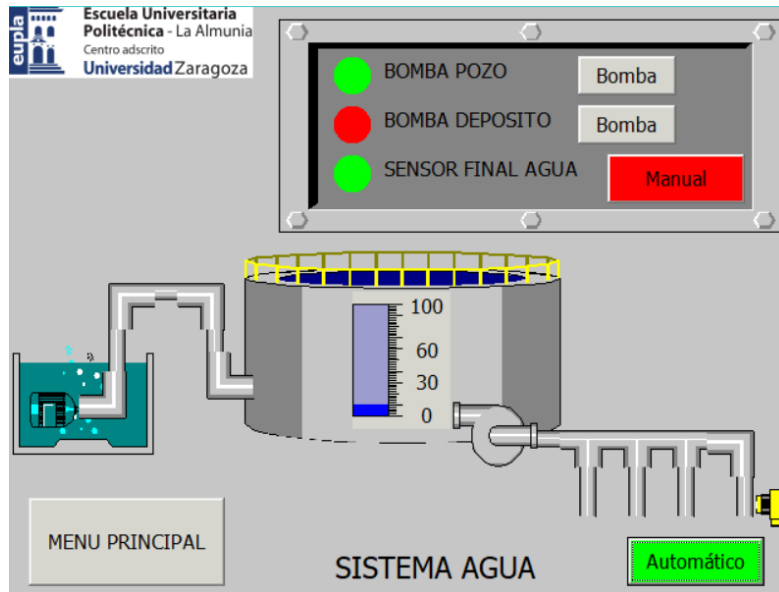 eupla
Escuela Universitaria
Politécnica - La Almunia
Centro adscrito
Universidad Zaragoza
BOMBA POZO
Bomba
BOMBA DEPOSITO
Bomba
SENSOR FINAL AGUA
Manual
100
60
30
0
MENU PRINCIPAL
SISTEMA AGUA
Automático